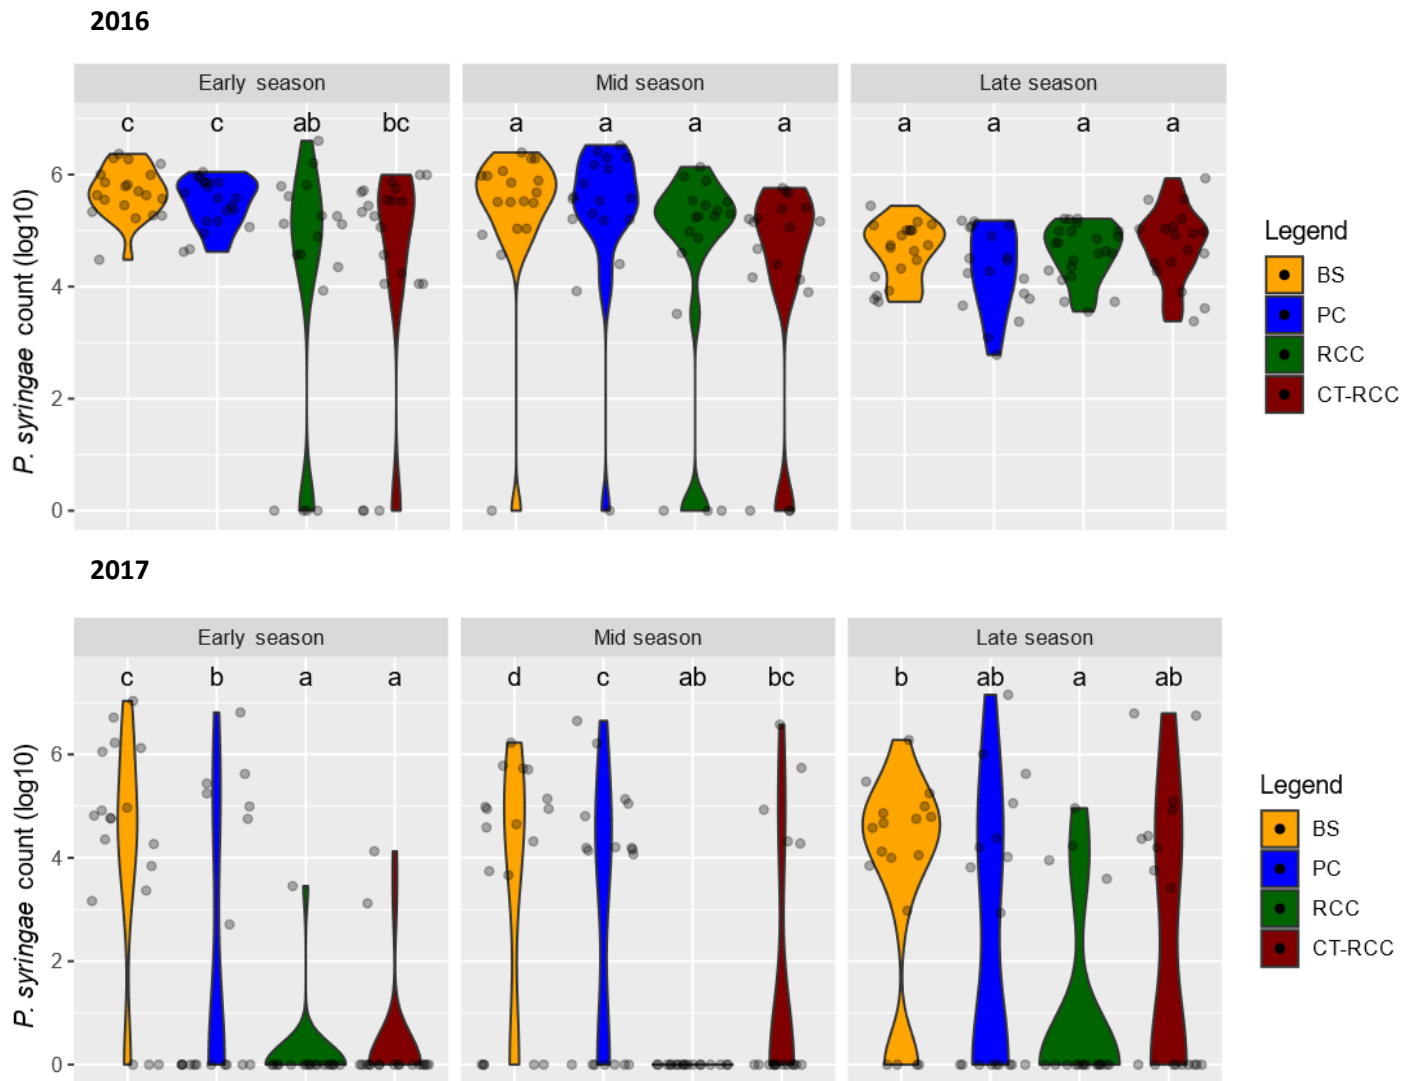 2016
Early season Mid season Late season
c c ab bc a a a a a a a a
6
4
2
0
P. syringae count (log10)
Legend
BS
PC
RCC
CT-RCC
2017
Early season Mid season Late season
c b a a d c ab bc b ab a ab
6
4
2
0
P. syringae count (log10)
Legend
BS
PC
RCC
CT-RCC